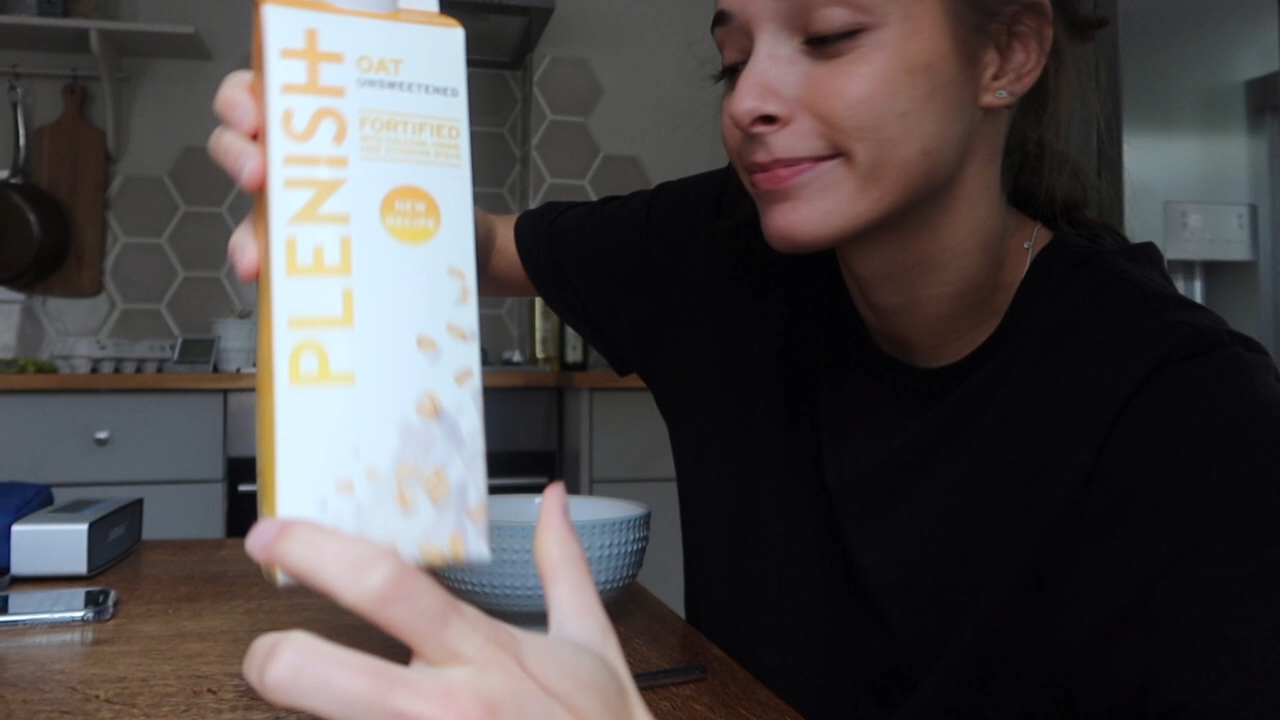 PLENISH
OAT
UNSWEETENED
FORTIFIED
NEW
RECIPE